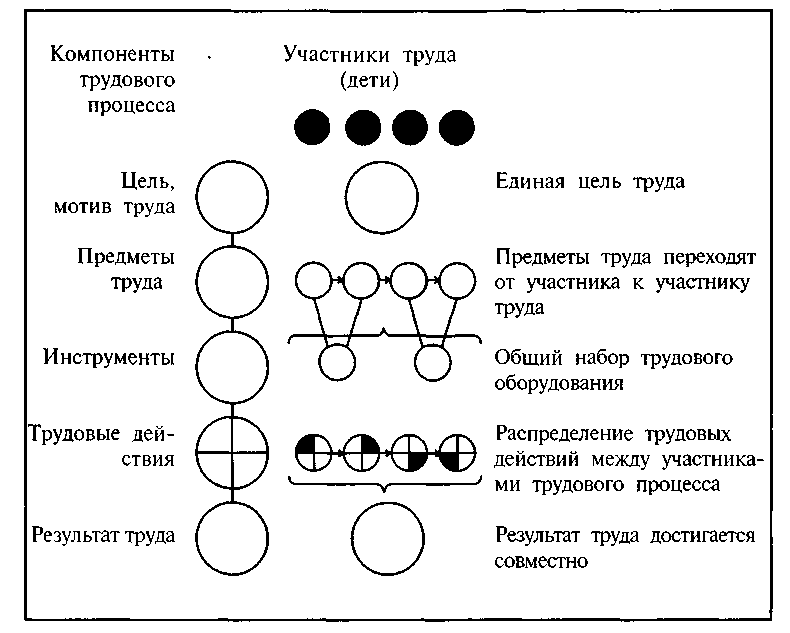 Компоненты
трудового
процесса
Участники труда
(дети)
Цель,
мотив труда
Единая цель труда
Предметы
труда
Предметы труда переходят
от участника к участнику
труда
Инструменты
Общий набор трудового
оборудования
Трудовые дей-
ствия
Распределение трудовых
действий между участника-
ми трудового процесса
Результат труда
Результат труда достигается
совместно